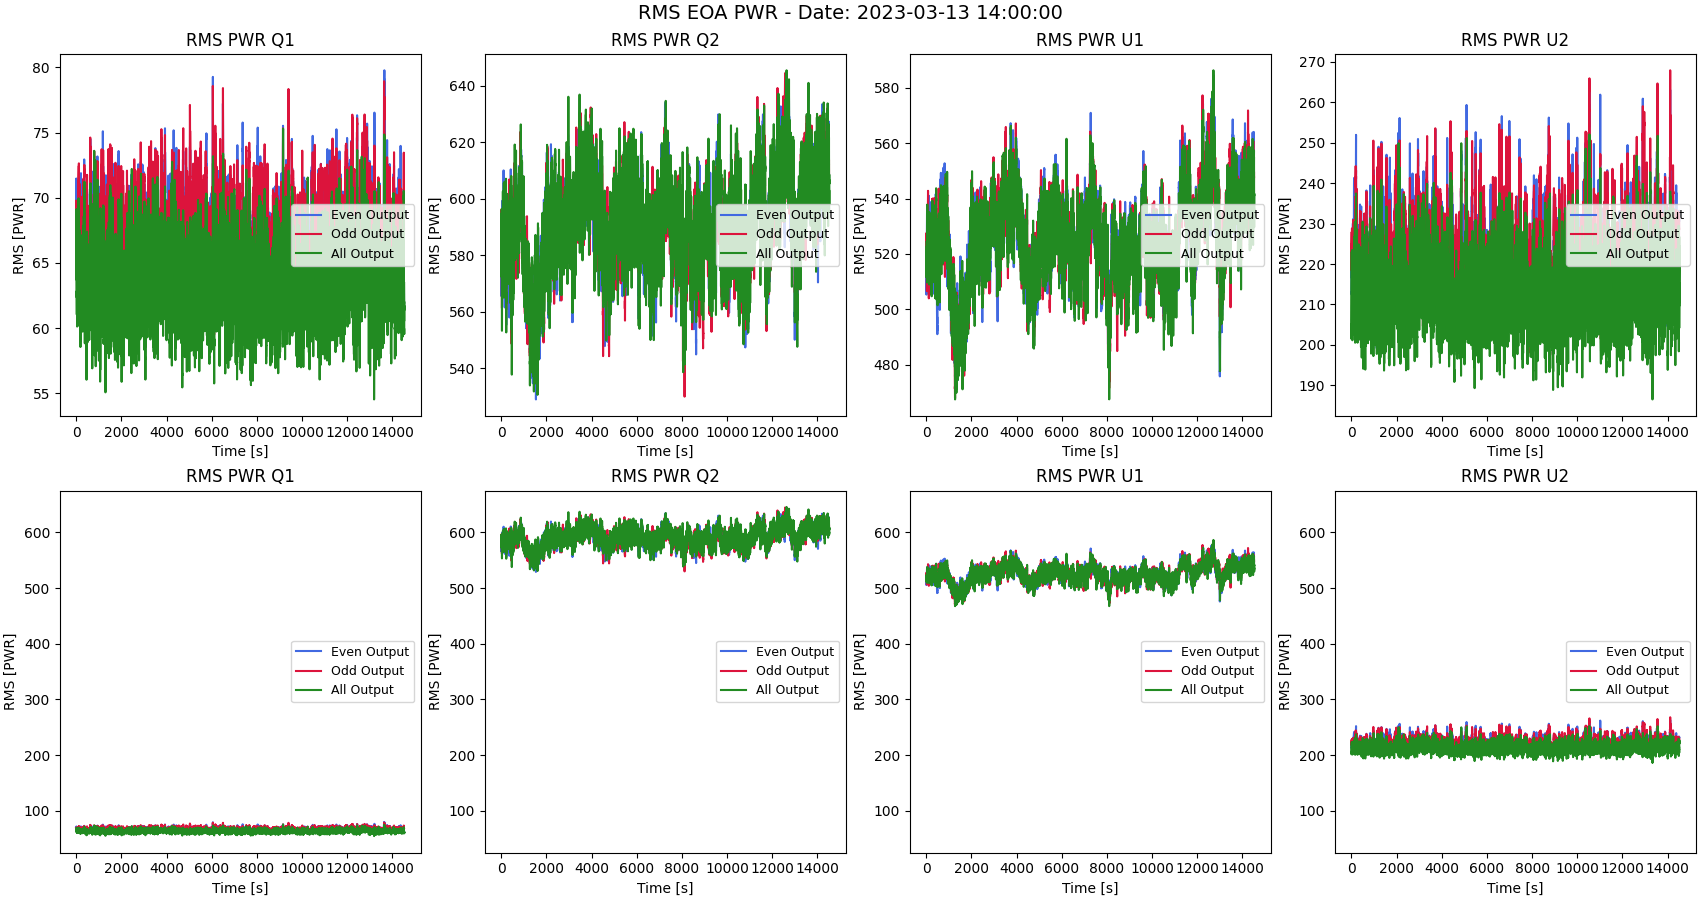 RMS EOA PWR - Date: 2023-03-13 14:00:00
RMS PWR Q1
RMS [PWR]
80
75
70
65
60
55
Even Output
Odd Output
All Output
0 2000 4000 6000 8000 10000 12000 14000
Time [s]
RMS PWR Q2
RMS [PWR]
640
620
600
580
560
540
Even Output
Odd Output
All Output
0 2000 4000 6000 8000 10000 12000 14000
Time [s]
RMS PWR U1
RMS [PWR]
580
560
540
520
500
480
Even Output
Odd Output
All Output
0 2000 4000 6000 8000 10000 12000 14000
Time [s]
RMS PWR U2
RMS [PWR]
270
260
250
240
230
220
210
200
190
Even Output
Odd Output
All Output
0 2000 4000 6000 8000 10000 12000 14000
Time [s]
RMS PWR Q1
RMS [PWR]
600
500
400
300
200
100
Even Output
Odd Output
All Output
0 2000 4000 6000 8000 10000 12000 14000
Time [s]
RMS PWR Q2
RMS [PWR]
600
500
400
300
200
100
Even Output
Odd Output
All Output
0 2000 4000 6000 8000 10000 12000 14000
Time [s]
RMS PWR U1
RMS [PWR]
600
500
400
300
200
100
Even Output
Odd Output
All Output
0 2000 4000 6000 8000 10000 12000 14000
Time [s]
RMS PWR U2
RMS [PWR]
600
500
400
300
200
100
Even Output
Odd Output
All Output
0 2000 4000 6000 8000 10000 12000 14000
Time [s]